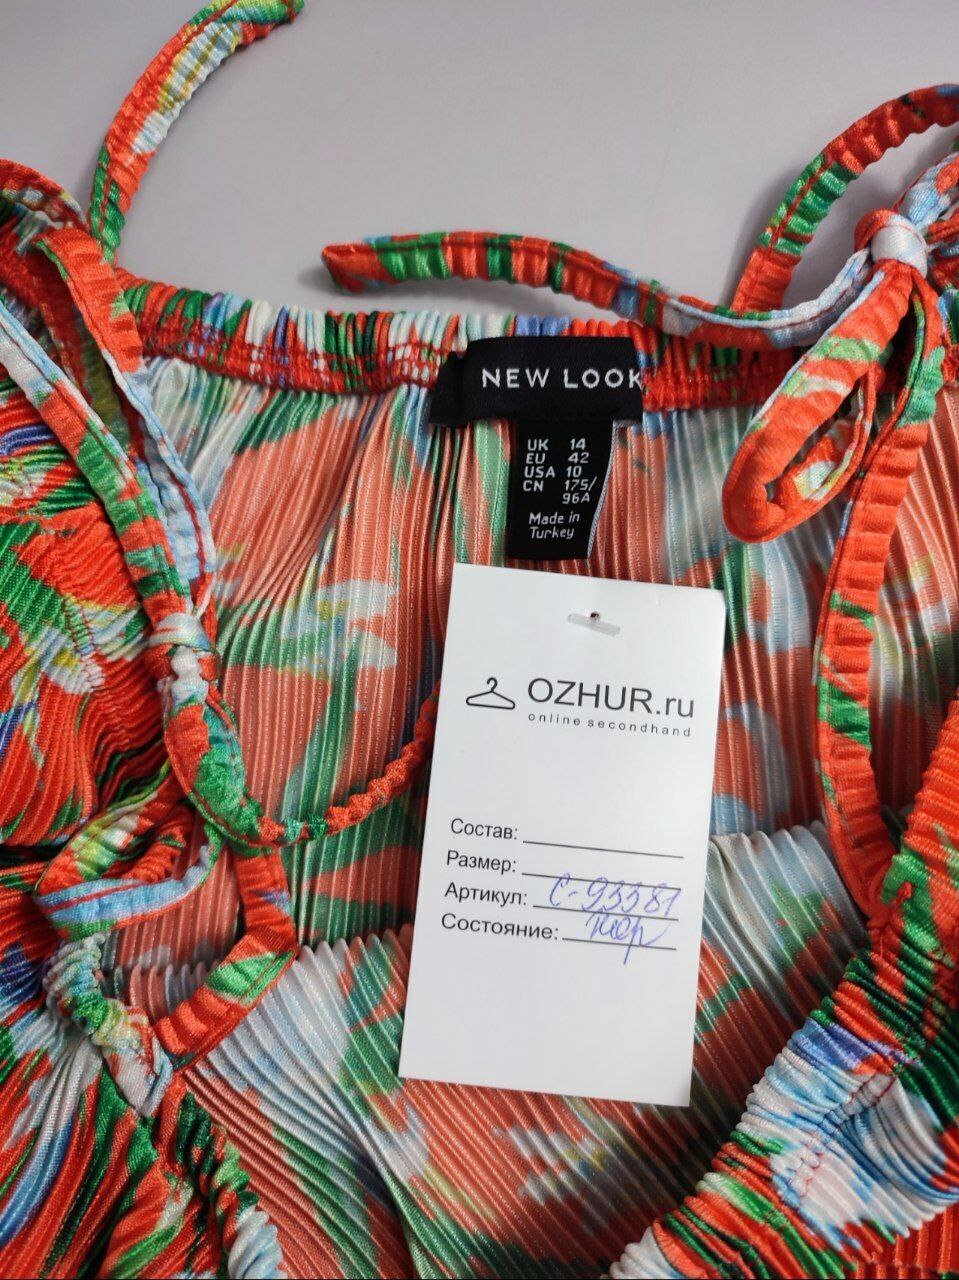 NEW LOOK
UK 14
EU 42
USA 10
CN 175/
96A
Made in
Turkey
OZHUR.ru
online secondhand
Состав:
Размер:
Артикул: С-93381
Состояние: